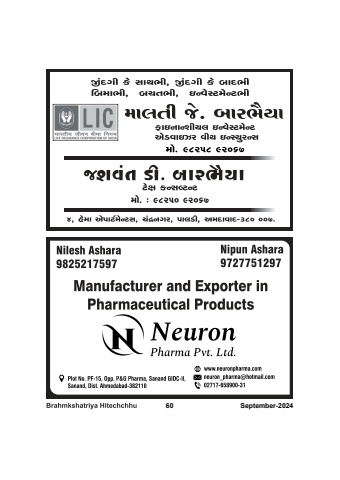 જીંદગી કે સાથભી, જીંદગી કે બાદભી
બિમાભી, બચતભી, ઇન્વેસ્ટમેન્ટભી
LIC
भारतीय जीवन बीमा निगम
LIFE INSURANCE CORPORATION OF INDIA
માલતી જે. બારભૈયા
ફાઇનાન્શીયલ ઇન્વેસ્ટમેન્ટ
એડવાઇઝર વીથ ઇન્સ્યુરન્સ
મો. ૯૮૨૫૮ ૯૨૦૬૭
જશવંત ડી. બારભૈયા
ટેક્ષ કન્સલ્ટન્ટ
મો. : ૯૮૨૫૦ ૯૨૦૬૭
૪, હેમા એપાર્ટમેન્ટસ, ચંદ્રનગર, પાલડી, અમદાવાદ-૩૮૦ ૦૦૭.
Nilesh Ashara
9825217597
Nipun Ashara
9727751297
Manufacturer and Exporter in
Pharmaceutical Products
N
Neuron
Pharma Pvt. Ltd.
www.neuronpharma.com
neuron_pharma@hotmail.com
02717-658900-31
Plot No. PF-15, Opp. P&G Pharma, Sanand GIDC-II,
Sanand, Dist. Ahmedabad-382110
Brahmkshatriya Hitechchhu 60 September-2024